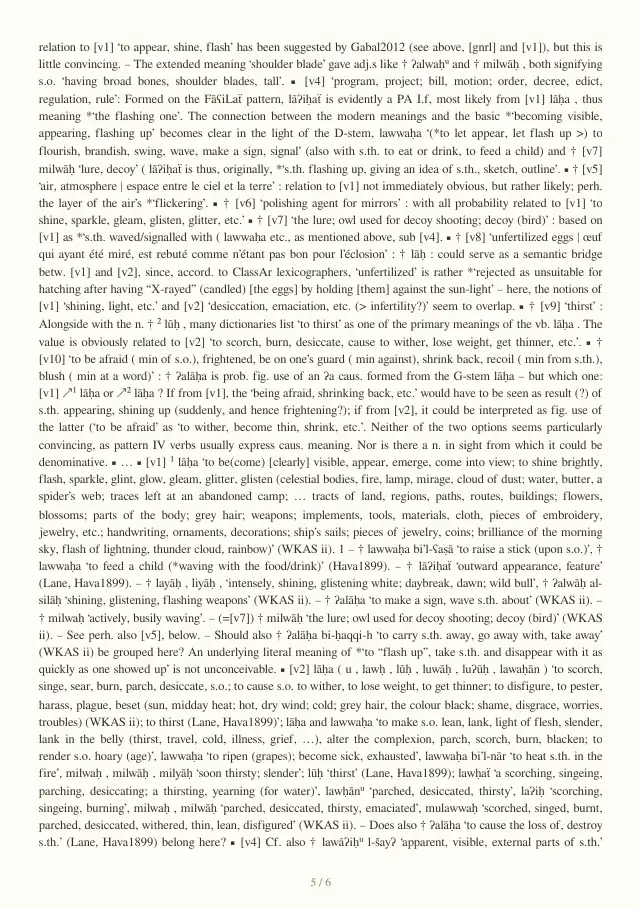 relation to [v1] ‘to appear, shine, flash’ has been suggested by Gabal2012 (see above, [gnrl] and [v1]), but this is
little convincing. – The extended meaning ‘shoulder blade’ gave adj.s like † ʔalwaḥᵘ and † milwāḥ , both signifying
s.o. ‘having broad bones, shoulder blades, tall’. ▪ [v4] ‘program, project; bill, motion; order, decree, edict,
regulation, rule’: Formed on the FāʕiLaẗ pattern, lāʔiḥaẗ is evidently a PA I.f, most likely from [v1] lāḥa , thus
meaning *‘the flashing one’. The connection between the modern meanings and the basic *‘becoming visible,
appearing, flashing up’ becomes clear in the light of the D-stem, lawwaḥa ‘(*to let appear, let flash up >) to
flourish, brandish, swing, wave, make a sign, signal’ (also with s.th. to eat or drink, to feed a child) and † [v7]
milwāḥ ‘lure, decoy’ ( lāʔiḥaẗ is thus, originally, *‘s.th. flashing up, giving an idea of s.th., sketch, outline’. ▪ † [v5]
‘air, atmosphere | espace entre le ciel et la terre’ : relation to [v1] not immediately obvious, but rather likely; perh.
the layer of the air’s *‘flickering’. ▪ † [v6] ‘polishing agent for mirrors’ : with all probability related to [v1] ‘to
shine, sparkle, gleam, glisten, glitter, etc.’ ▪ † [v7] ‘the lure; owl used for decoy shooting; decoy (bird)’ : based on
[v1] as *‘s.th. waved/signalled with ( lawwaḥa etc., as mentioned above, sub [v4]. ▪ † [v8] ‘unfertilized eggs | œuf
qui ayant été miré, est rebuté comme n’étant pas bon pour l’éclosion’ : † lāḥ : could serve as a semantic bridge
betw. [v1] and [v2], since, accord. to ClassAr lexicographers, ‘unfertilized’ is rather *‘rejected as unsuitable for
hatching after having “X-rayed” (candled) [the eggs] by holding [them] against the sun-light’ – here, the notions of
[v1] ‘shining, light, etc.’ and [v2] ‘desiccation, emaciation, etc. (> infertility?)’ seem to overlap. ▪ † [v9] ‘thirst’ :
Alongside with the n. † ² lūḥ , many dictionaries list ‘to thirst’ as one of the primary meanings of the vb. lāḥa . The
value is obviously related to [v2] ‘to scorch, burn, desiccate, cause to wither, lose weight, get thinner, etc.’. ▪ †
[v10] ‘to be afraid ( min of s.o.), frightened, be on one’s guard ( min against), shrink back, recoil ( min from s.th.),
blush ( min at a word)’ : † ʔalāḥa is prob. fig. use of an ʔa caus. formed from the G-stem lāḥa – but which one:
[v1] ↗¹ lāḥa or ↗² lāḥa ? If from [v1], the ‘being afraid, shrinking back, etc.’ would have to be seen as result (?) of
s.th. appearing, shining up (suddenly, and hence frightening?); if from [v2], it could be interpreted as fig. use of
the latter (‘to be afraid’ as ‘to wither, become thin, shrink, etc.’. Neither of the two options seems particularly
convincing, as pattern IV verbs usually express caus. meaning. Nor is there a n. in sight from which it could be
denominative. ▪ … ▪ [v1] ¹ lāḥa ‘to be(come) [clearly] visible, appear, emerge, come into view; to shine brightly,
flash, sparkle, glint, glow, gleam, glitter, glisten (celestial bodies, fire, lamp, mirage, cloud of dust; water, butter, a
spider’s web; traces left at an abandoned camp; … tracts of land, regions, paths, routes, buildings; flowers,
blossoms; parts of the body; grey hair; weapons; implements, tools, materials, cloth, pieces of embroidery,
jewelry, etc.; handwriting, ornaments, decorations; ship’s sails; pieces of jewelry, coins; brilliance of the morning
sky, flash of lightning, thunder cloud, rainbow)’ (WKAS ii). 1 – † lawwaḥa bi’l-ʕaṣā ‘to raise a stick (upon s.o.)’, †
lawwaḥa ‘to feed a child (*waving with the food/drink)’ (Hava1899). – † lāʔiḥaẗ ‘outward appearance, feature’
(Lane, Hava1899). – † layāḥ , liyāḥ , ‘intensely, shining, glistening white; daybreak, dawn; wild bull’, † ʔalwāḥ al-
silāḥ ‘shining, glistening, flashing weapons’ (WKAS ii). – † ʔalāḥa ‘to make a sign, wave s.th. about’ (WKAS ii). –
† milwaḥ ‘actively, busily waving’. – (=[v7]) † milwāḥ ‘the lure; owl used for decoy shooting; decoy (bird)’ (WKAS
ii). – See perh. also [v5], below. – Should also † ʔalāḥa bi-ḥaqqi-h ‘to carry s.th. away, go away with, take away’
(WKAS ii) be grouped here? An underlying literal meaning of *‘to “flash up”, take s.th. and disappear with it as
quickly as one showed up’ is not unconceivable. ▪ [v2] lāḥa ( u , lawḥ , lūḥ , luwāḥ , luʔūḥ , lawaḥān ) ‘to scorch,
singe, sear, burn, parch, desiccate, s.o.; to cause s.o. to wither, to lose weight, to get thinner; to disfigure, to pester,
harass, plague, beset (sun, midday heat; hot, dry wind; cold; grey hair, the colour black; shame, disgrace, worries,
troubles) (WKAS ii); to thirst (Lane, Hava1899)’; lāḥa and lawwaḥa ‘to make s.o. lean, lank, light of flesh, slender,
lank in the belly (thirst, travel, cold, illness, grief, …), alter the complexion, parch, scorch, burn, blacken; to
render s.o. hoary (age)’, lawwaḥa ‘to ripen (grapes); become sick, exhausted’, lawwaḥa bi’l-nār ‘to heat s.th. in the
fire’, milwaḥ , milwāḥ , milyāḥ ‘soon thirsty; slender’; lūḥ ‘thirst’ (Lane, Hava1899); lawḥaẗ ‘a scorching, singeing,
parching, desiccating; a thirsting, yearning (for water)’, lawḥānᵘ ‘parched, desiccated, thirsty’, laʔiḥ ‘scorching,
singeing, burning’, milwaḥ , milwāḥ ‘parched, desiccated, thirsty, emaciated’, mulawwaḥ ‘scorched, singed, burnt,
parched, desiccated, withered, thin, lean, disfigured’ (WKAS ii). – Does also † ʔalāḥa ‘to cause the loss of, destroy
s.th.’ (Lane, Hava1899) belong here? ▪ [v4] Cf. also † lawāʔiḥᵘ l-šayʔ ‘apparent, visible, external parts of s.th.’
5 / 6